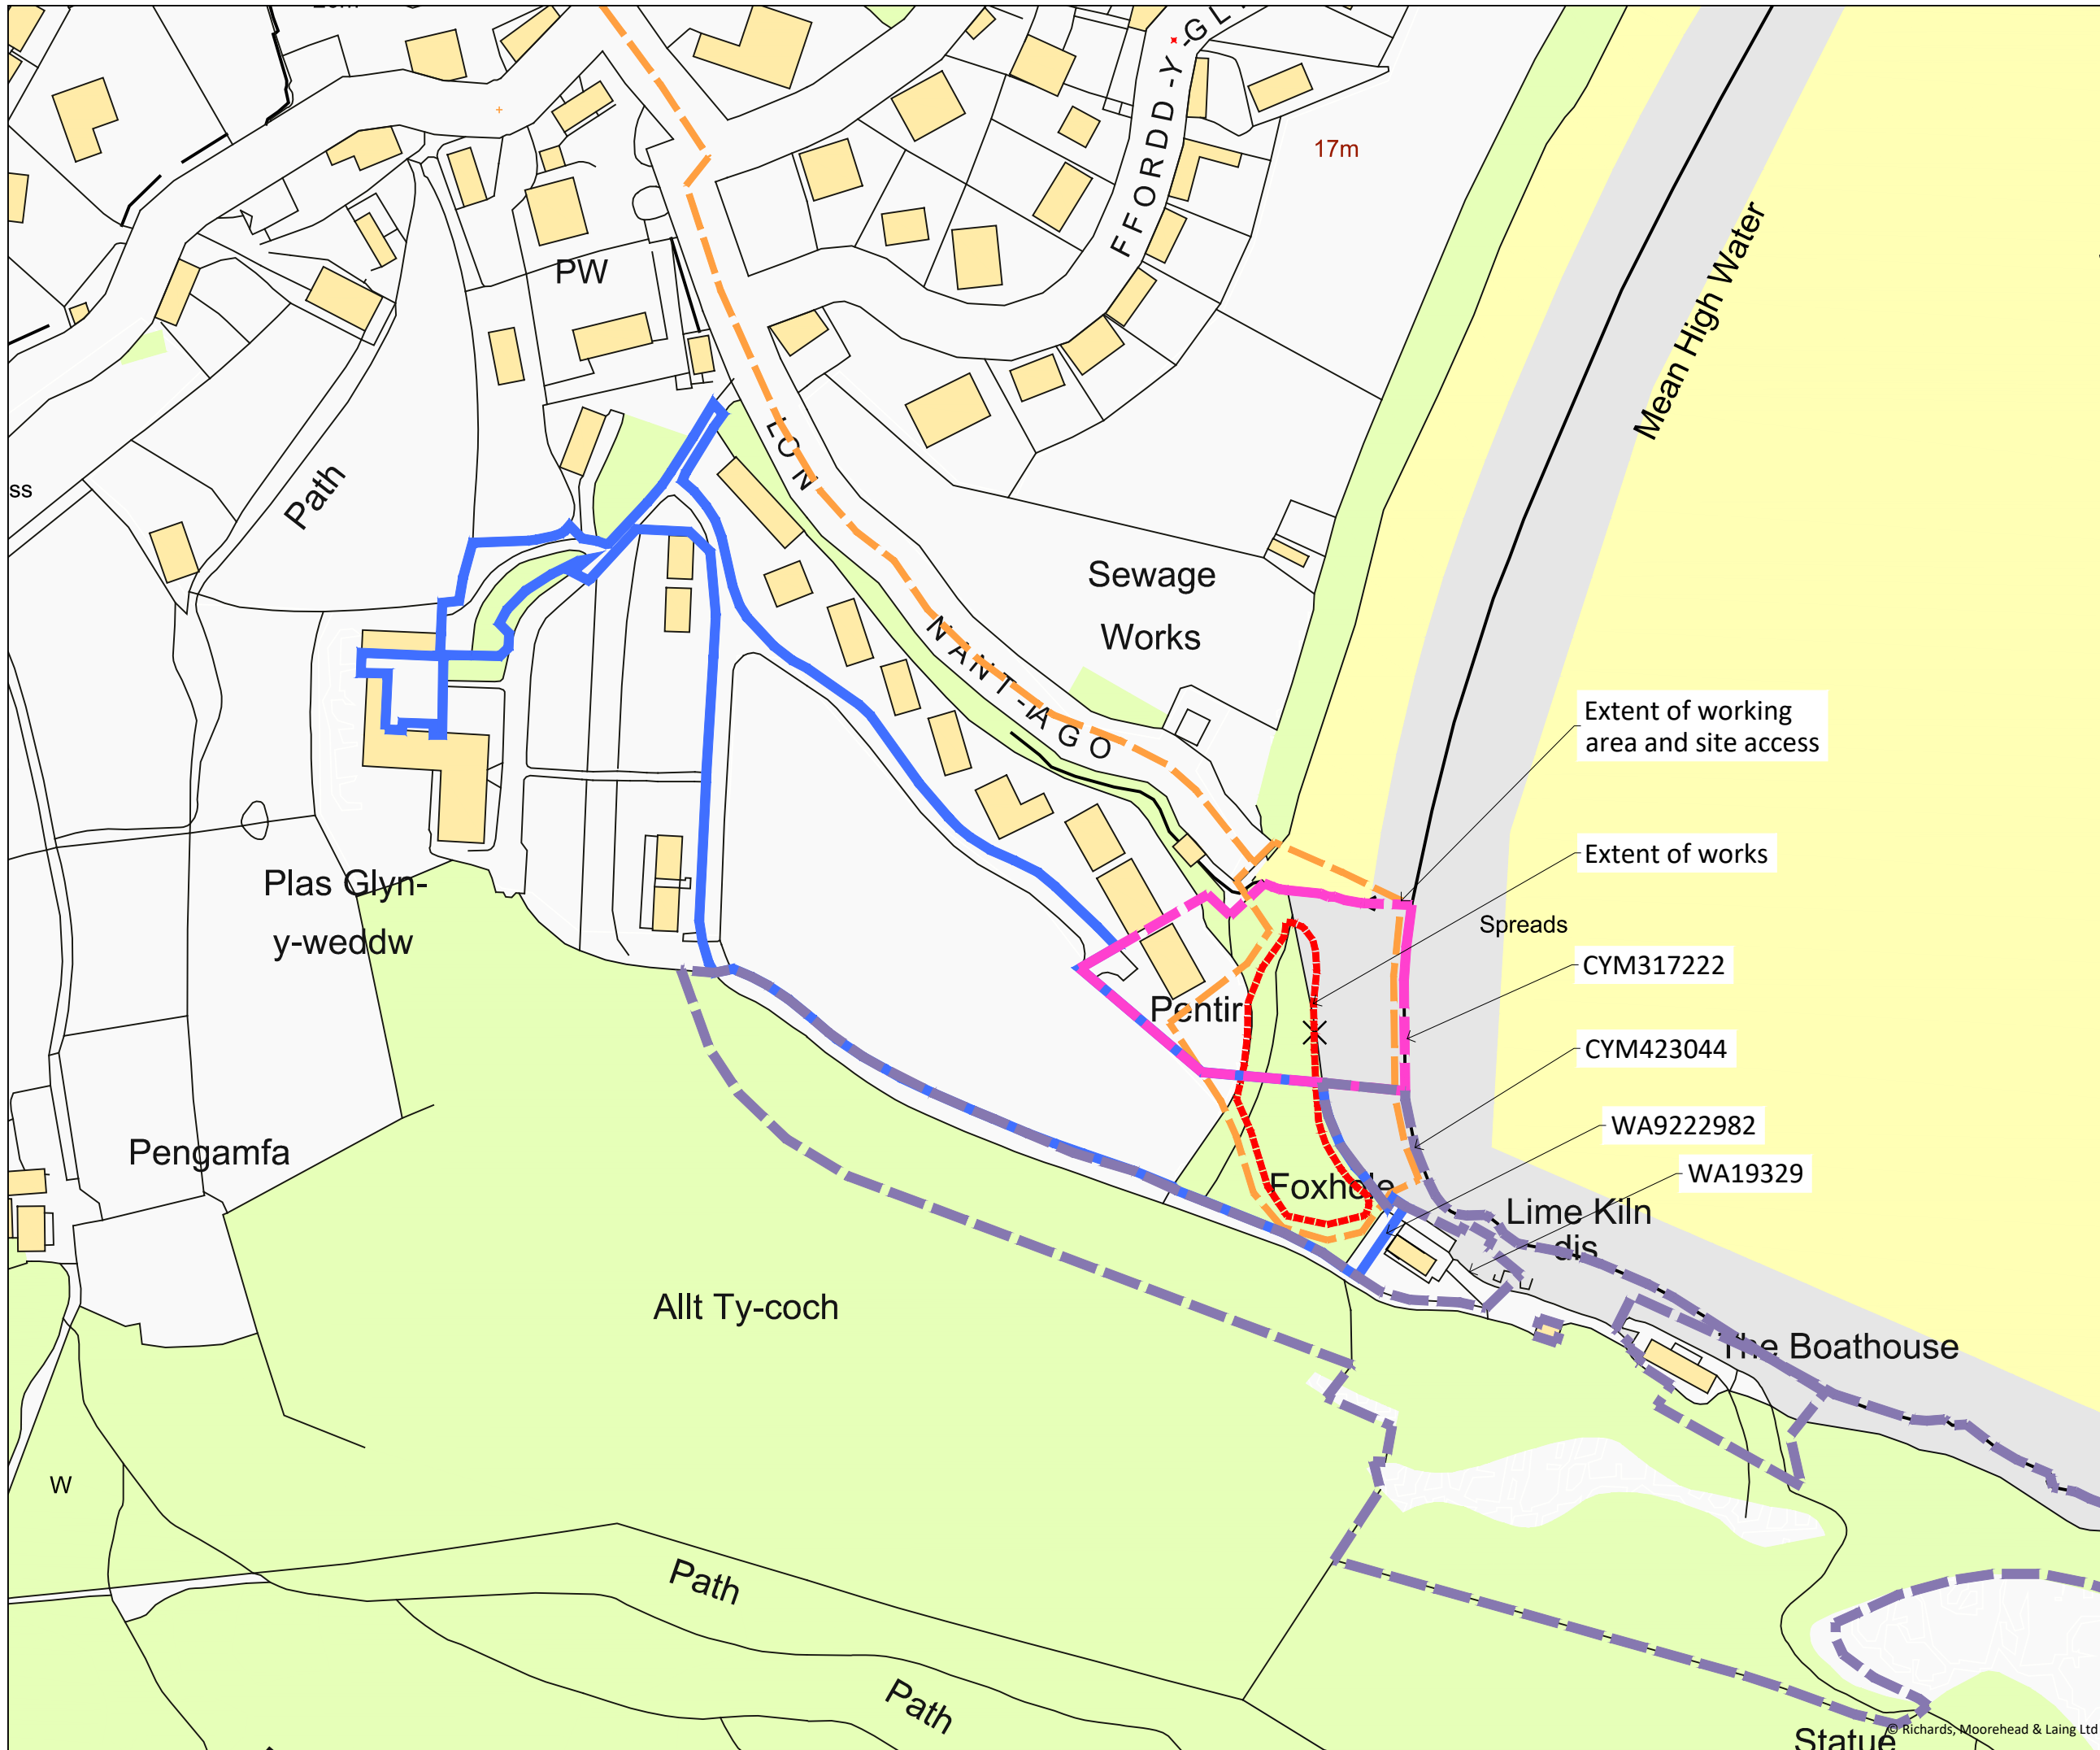 FFORDD-Y-GL
17m
PW
Mean High Water
ss
Path
LON
NANT-IAGO
Sewage
Works
Extent of working
area and site access
Extent of works
Spreads
CYM317222
CYM423044
WA9222982
WA19329
Plas Glyn-
y-weddw
Pentir
Pengamfa
Foxhole
Lime Kiln
dis
The Boathouse
Allt Ty-coch
W
Path
Path
Statue
© Richards, Moorehead & Laing Ltd